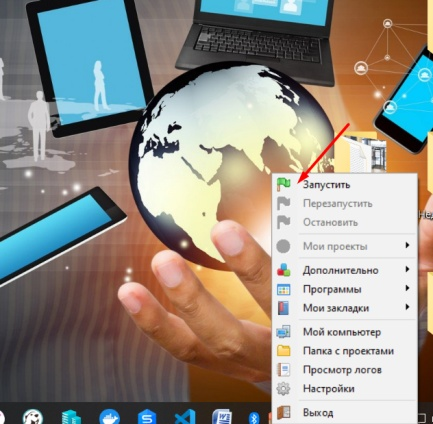 Запустить
Перезапустить
Остановить
Мои проекты
Дополнительно
Программы
Мои закладки
Мой компьютер
Папка с проектами
Просмотр логов
Настройки
Выход